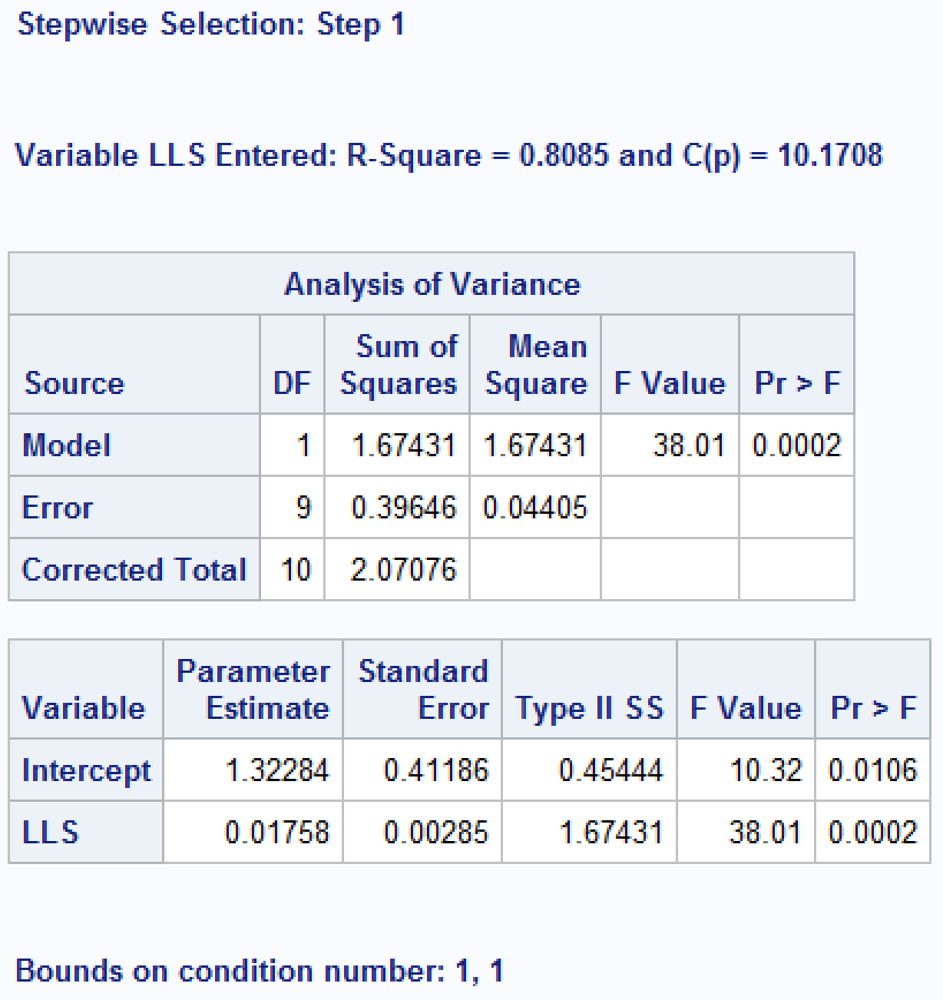 Stepwise Selection: Step 1
Variable LLS Entered: R-Square = 0.8085 and C(p) = 10.1708
Analysis of Variance
Source DF Sum of Squares Mean Square F Value Pr > F
Model 1 1.67431 1.67431 38.01 0.0002
Error 9 0.39646 0.04405
Corrected Total 10 2.07076
Variable Parameter Estimate Standard Error Type II SS F Value Pr > F
Intercept 1.32284 0.41186 0.45444 10.32 0.0106
LLS 0.01758 0.00285 1.67431 38.01 0.0002
Bounds on condition number: 1, 1